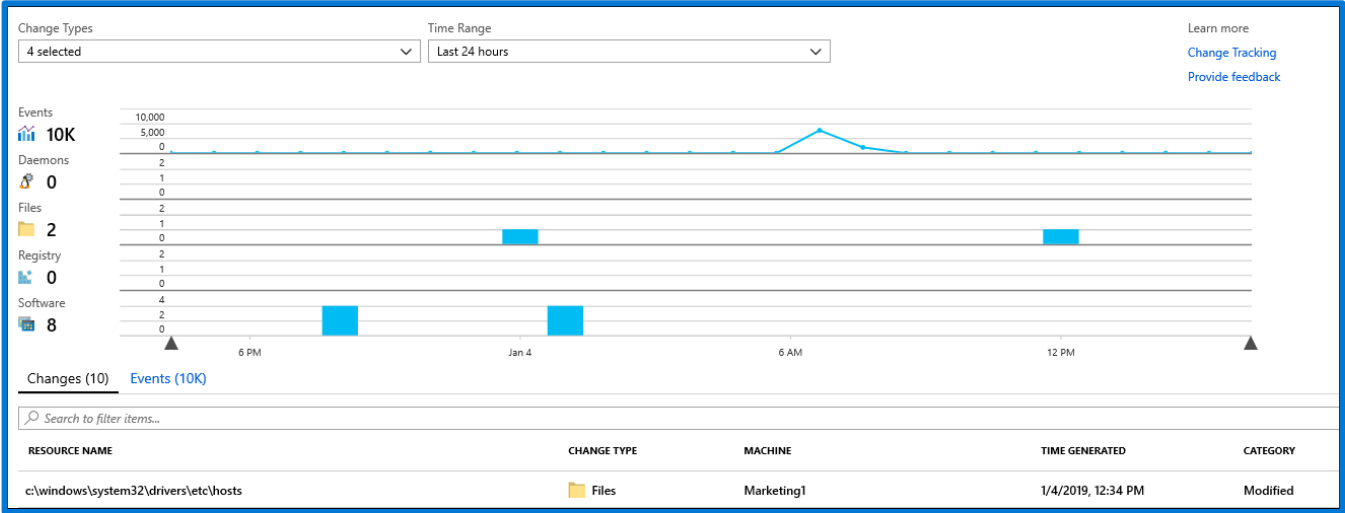 Change Types
Time Range
Learn more
4 selected
Last 24 hours
Change Tracking
Provide feedback
Events
10K
10,000
5,000
0
Daemons
0
2
1
0
Files
2
2
1
0
Registry
0
2
1
0
Software
8
4
2
0
6 PM Jan 4 6 AM 12 PM
Changes (10) Events (10K)
Search to filter items...
RESOURCE NAME CHANGE TYPE MACHINE TIME GENERATED CATEGORY
c:\windows\system32\drivers\etc\hosts Files Marketing1 1/4/2019, 12:34 PM Modified